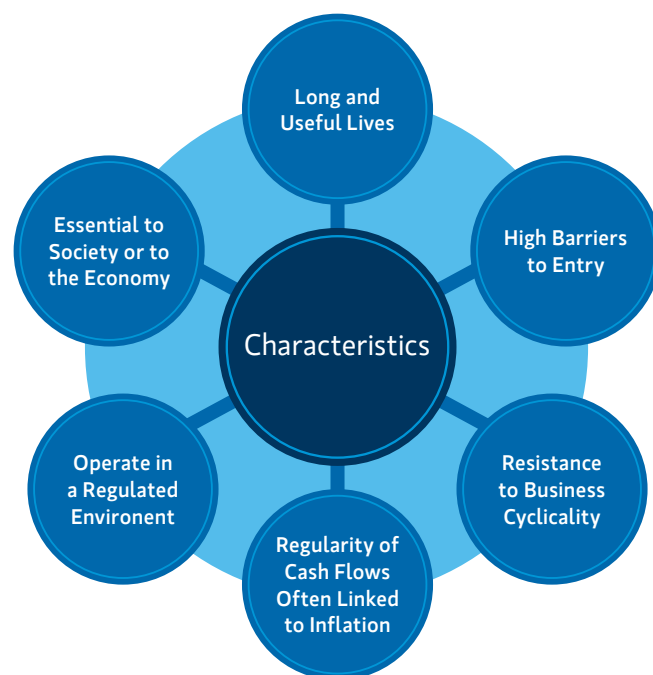 Long and
Useful Lives
Essential to
Society or to
the Economy
High Barriers
to Entry
Characteristics
Operate in
a Regulated
Environent
Resistance
to Business
Cyclicality
Regularity of
Cash Flows
Often Linked
to Inflation